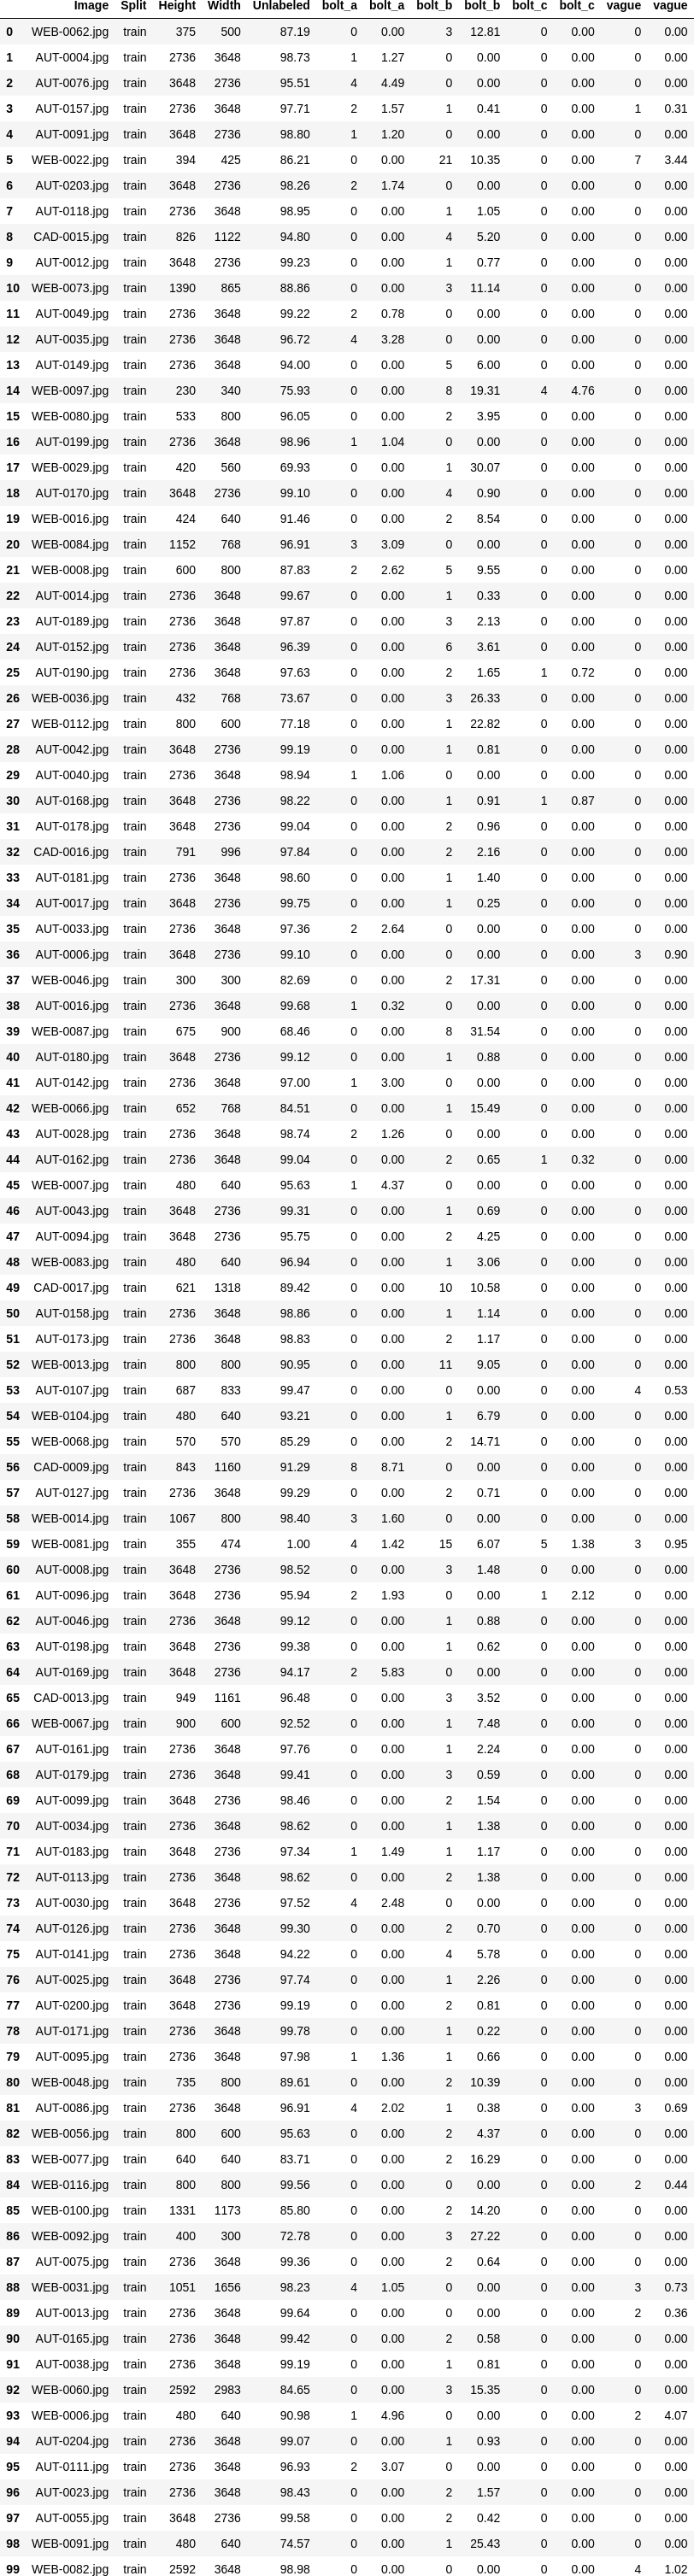 Image Split Height Width Unlabeled bolt_a bolt_a bolt_b bolt_b bolt_c bolt_c vague vague
0 WEB-0062.jpg train 375 500 87.19 0 0.00 3 12.81 0 0.00 0 0.00
1 AUT-0004.jpg train 2736 3648 98.73 1 1.27 0 0.00 0 0.00 0 0.00
2 AUT-0076.jpg train 3648 2736 95.51 4 4.49 0 0.00 0 0.00 0 0.00
3 AUT-0157.jpg train 2736 3648 97.71 2 1.57 1 0.41 0 0.00 1 0.31
4 AUT-0091.jpg train 3648 2736 98.80 1 1.20 0 0.00 0 0.00 0 0.00
5 WEB-0022.jpg train 394 425 86.21 0 0.00 21 10.35 0 0.00 7 3.44
6 AUT-0203.jpg train 3648 2736 98.26 2 1.74 0 0.00 0 0.00 0 0.00
7 AUT-0118.jpg train 2736 3648 98.95 0 0.00 1 1.05 0 0.00 0 0.00
8 CAD-0015.jpg train 826 1122 94.80 0 0.00 4 5.20 0 0.00 0 0.00
9 AUT-0012.jpg train 3648 2736 99.23 0 0.00 1 0.77 0 0.00 0 0.00
10 WEB-0073.jpg train 1390 865 88.86 0 0.00 3 11.14 0 0.00 0 0.00
11 AUT-0049.jpg train 2736 3648 99.22 2 0.78 0 0.00 0 0.00 0 0.00
12 AUT-0035.jpg train 2736 3648 96.72 4 3.28 0 0.00 0 0.00 0 0.00
13 AUT-0149.jpg train 2736 3648 94.00 0 0.00 5 6.00 0 0.00 0 0.00
14 WEB-0097.jpg train 230 340 75.93 0 0.00 8 19.31 4 4.76 0 0.00
15 WEB-0080.jpg train 533 800 96.05 0 0.00 2 3.95 0 0.00 0 0.00
16 AUT-0199.jpg train 2736 3648 98.96 1 1.04 0 0.00 0 0.00 0 0.00
17 WEB-0029.jpg train 420 560 69.93 0 0.00 1 30.07 0 0.00 0 0.00
18 AUT-0170.jpg train 3648 2736 99.10 0 0.00 4 0.90 0 0.00 0 0.00
19 WEB-0016.jpg train 424 640 91.46 0 0.00 2 8.54 0 0.00 0 0.00
20 WEB-0084.jpg train 1152 768 96.91 3 3.09 0 0.00 0 0.00 0 0.00
21 WEB-0008.jpg train 600 800 87.83 2 2.62 5 9.55 0 0.00 0 0.00
22 AUT-0014.jpg train 2736 3648 99.67 0 0.00 1 0.33 0 0.00 0 0.00
23 AUT-0189.jpg train 2736 3648 97.87 0 0.00 3 2.13 0 0.00 0 0.00
24 AUT-0152.jpg train 2736 3648 96.39 0 0.00 6 3.61 0 0.00 0 0.00
25 AUT-0190.jpg train 2736 3648 97.63 0 0.00 2 1.65 1 0.72 0 0.00
26 WEB-0036.jpg train 432 768 73.67 0 0.00 3 26.33 0 0.00 0 0.00
27 WEB-0112.jpg train 800 600 77.18 0 0.00 1 22.82 0 0.00 0 0.00
28 AUT-0042.jpg train 3648 2736 99.19 0 0.00 1 0.81 0 0.00 0 0.00
29 AUT-0040.jpg train 2736 3648 98.94 1 1.06 0 0.00 0 0.00 0 0.00
30 AUT-0168.jpg train 3648 2736 98.22 0 0.00 1 0.91 1 0.87 0 0.00
31 AUT-0178.jpg train 3648 2736 99.04 0 0.00 2 0.96 0 0.00 0 0.00
32 CAD-0016.jpg train 791 996 97.84 0 0.00 2 2.16 0 0.00 0 0.00
33 AUT-0181.jpg train 2736 3648 98.60 0 0.00 1 1.40 0 0.00 0 0.00
34 AUT-0017.jpg train 3648 2736 99.75 0 0.00 1 0.25 0 0.00 0 0.00
35 AUT-0033.jpg train 2736 3648 97.36 2 2.64 0 0.00 0 0.00 0 0.00
36 AUT-0006.jpg train 3648 2736 99.10 0 0.00 0 0.00 0 0.00 3 0.90
37 WEB-0046.jpg train 300 300 82.69 0 0.00 2 17.31 0 0.00 0 0.00
38 AUT-0016.jpg train 2736 3648 99.68 1 0.32 0 0.00 0 0.00 0 0.00
39 WEB-0087.jpg train 675 900 68.46 0 0.00 8 31.54 0 0.00 0 0.00
40 AUT-0180.jpg train 3648 2736 99.12 0 0.00 1 0.88 0 0.00 0 0.00
41 AUT-0142.jpg train 2736 3648 97.00 1 3.00 0 0.00 0 0.00 0 0.00
42 WEB-0066.jpg train 652 768 84.51 0 0.00 1 15.49 0 0.00 0 0.00
43 AUT-0028.jpg train 2736 3648 98.74 2 1.26 0 0.00 0 0.00 0 0.00
44 AUT-0162.jpg train 2736 3648 99.04 0 0.00 2 0.65 1 0.32 0 0.00
45 WEB-0007.jpg train 480 640 95.63 1 4.37 0 0.00 0 0.00 0 0.00
46 AUT-0043.jpg train 3648 2736 99.31 0 0.00 1 0.69 0 0.00 0 0.00
47 AUT-0094.jpg train 3648 2736 95.75 0 0.00 2 4.25 0 0.00 0 0.00
48 WEB-0083.jpg train 480 640 96.94 0 0.00 1 3.06 0 0.00 0 0.00
49 CAD-0017.jpg train 621 1318 89.42 0 0.00 10 10.58 0 0.00 0 0.00
50 AUT-0158.jpg train 2736 3648 98.86 0 0.00 1 1.14 0 0.00 0 0.00
51 AUT-0173.jpg train 2736 3648 98.83 0 0.00 2 1.17 0 0.00 0 0.00
52 WEB-0013.jpg train 800 800 90.95 0 0.00 11 9.05 0 0.00 0 0.00
53 AUT-0107.jpg train 687 833 99.47 0 0.00 0 0.00 0 0.00 4 0.53
54 WEB-0104.jpg train 480 640 93.21 0 0.00 1 6.79 0 0.00 0 0.00
55 WEB-0068.jpg train 570 570 85.29 0 0.00 2 14.71 0 0.00 0 0.00
56 CAD-0009.jpg train 843 1160 91.29 8 8.71 0 0.00 0 0.00 0 0.00
57 AUT-0127.jpg train 2736 3648 99.29 0 0.00 2 0.71 0 0.00 0 0.00
58 WEB-0014.jpg train 1067 800 98.40 3 1.60 0 0.00 0 0.00 0 0.00
59 WEB-0081.jpg train 355 474 1.00 4 1.42 15 6.07 5 1.38 3 0.95
60 AUT-0008.jpg train 3648 2736 98.52 0 0.00 3 1.48 0 0.00 0 0.00
61 AUT-0096.jpg train 3648 2736 95.94 2 1.93 0 0.00 1 2.12 0 0.00
62 AUT-0046.jpg train 2736 3648 99.12 0 0.00 1 0.88 0 0.00 0 0.00
63 AUT-0198.jpg train 3648 2736 99.38 0 0.00 1 0.62 0 0.00 0 0.00
64 AUT-0169.jpg train 3648 2736 94.17 2 5.83 0 0.00 0 0.00 0 0.00
65 CAD-0013.jpg train 949 1161 96.48 0 0.00 3 3.52 0 0.00 0 0.00
66 WEB-0067.jpg train 900 600 92.52 0 0.00 1 7.48 0 0.00 0 0.00
67 AUT-0161.jpg train 2736 3648 97.76 0 0.00 1 2.24 0 0.00 0 0.00
68 AUT-0179.jpg train 2736 3648 99.41 0 0.00 3 0.59 0 0.00 0 0.00
69 AUT-0099.jpg train 3648 2736 98.46 0 0.00 2 1.54 0 0.00 0 0.00
70 AUT-0034.jpg train 2736 3648 98.62 0 0.00 1 1.38 0 0.00 0 0.00
71 AUT-0183.jpg train 3648 2736 97.34 1 1.49 1 1.17 0 0.00 0 0.00
72 AUT-0113.jpg train 2736 3648 98.62 0 0.00 2 1.38 0 0.00 0 0.00
73 AUT-0030.jpg train 3648 2736 97.52 4 2.48 0 0.00 0 0.00 0 0.00
74 AUT-0126.jpg train 2736 3648 99.30 0 0.00 2 0.70 0 0.00 0 0.00
75 AUT-0141.jpg train 2736 3648 94.22 0 0.00 4 5.78 0 0.00 0 0.00
76 AUT-0025.jpg train 3648 2736 97.74 0 0.00 1 2.26 0 0.00 0 0.00
77 AUT-0200.jpg train 3648 2736 99.19 0 0.00 2 0.81 0 0.00 0 0.00
78 AUT-0171.jpg train 2736 3648 99.78 0 0.00 1 0.22 0 0.00 0 0.00
79 AUT-0095.jpg train 2736 3648 97.98 1 1.36 1 0.66 0 0.00 0 0.00
80 WEB-0048.jpg train 735 800 89.61 0 0.00 2 10.39 0 0.00 0 0.00
81 AUT-0086.jpg train 2736 3648 96.91 4 2.02 1 0.38 0 0.00 3 0.69
82 WEB-0056.jpg train 800 600 95.63 0 0.00 2 4.37 0 0.00 0 0.00
83 WEB-0077.jpg train 640 640 83.71 0 0.00 2 16.29 0 0.00 0 0.00
84 WEB-0116.jpg train 800 800 99.56 0 0.00 0 0.00 0 0.00 2 0.44
85 WEB-0100.jpg train 1331 1173 85.80 0 0.00 2 14.20 0 0.00 0 0.00
86 WEB-0092.jpg train 400 300 72.78 0 0.00 3 27.22 0 0.00 0 0.00
87 AUT-0075.jpg train 2736 3648 99.36 0 0.00 2 0.64 0 0.00 0 0.00
88 WEB-0031.jpg train 1051 1656 98.23 4 1.05 0 0.00 0 0.00 3 0.73
89 AUT-0013.jpg train 2736 3648 99.64 0 0.00 0 0.00 0 0.00 2 0.36
90 AUT-0165.jpg train 2736 3648 99.42 0 0.00 2 0.58 0 0.00 0 0.00
91 AUT-0038.jpg train 2736 3648 99.19 0 0.00 1 0.81 0 0.00 0 0.00
92 WEB-0060.jpg train 2592 2983 84.65 0 0.00 3 15.35 0 0.00 0 0.00
93 WEB-0006.jpg train 480 640 90.98 1 4.96 0 0.00 0 0.00 2 4.07
94 AUT-0204.jpg train 2736 3648 99.07 0 0.00 1 0.93 0 0.00 0 0.00
95 AUT-0111.jpg train 2736 3648 96.93 2 3.07 0 0.00 0 0.00 0 0.00
96 AUT-0023.jpg train 2736 3648 98.43 0 0.00 2 1.57 0 0.00 0 0.00
97 AUT-0055.jpg train 3648 2736 99.58 0 0.00 2 0.42 0 0.00 0 0.00
98 WEB-0091.jpg train 480 640 74.57 0 0.00 1 25.43 0 0.00 0 0.00
99 WEB-0082.jpg train 2592 3648 98.98 0 0.00 0 0.00 0 0.00 4 1.02